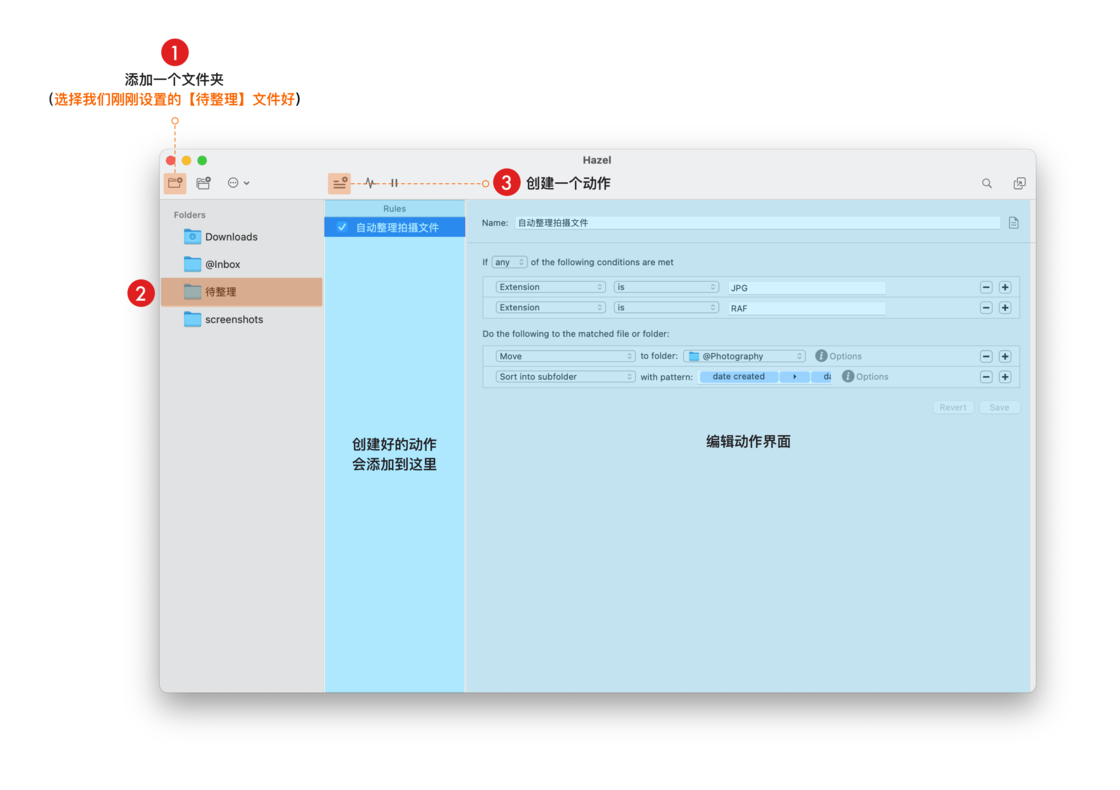 1
添加一个文件夹
(选择我们刚刚设置的【待整理】文件好)
Hazel
3 创建一个动作
Folders
Downloads
@Inbox
2 待整理
screenshots
Rules
自动整理拍摄文件
创建好的动作
会添加到这里
Name: 自动整理拍摄文件
If any of the following conditions are met
Extension is JPG
Extension is RAF
Do the following to the matched file or folder:
Move to folder: @Photography Options
Sort into subfolder with pattern: date created Options
Revert Save
编辑动作界面